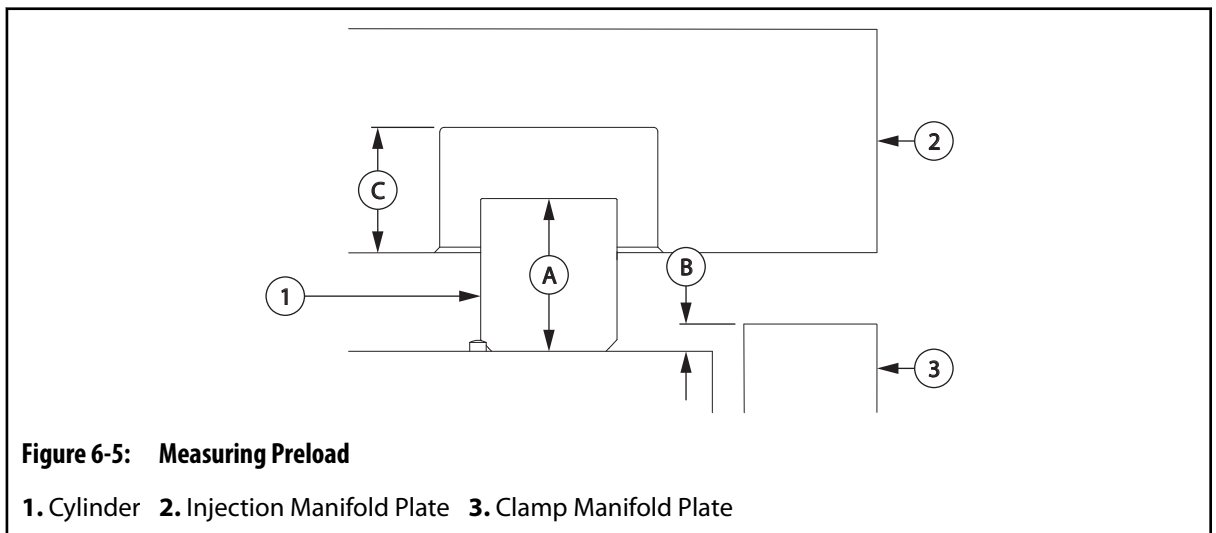 C
2
A
B
1
3
Figure 6-5: Measuring Preload
1. Cylinder 2. Injection Manifold Plate 3. Clamp Manifold Plate